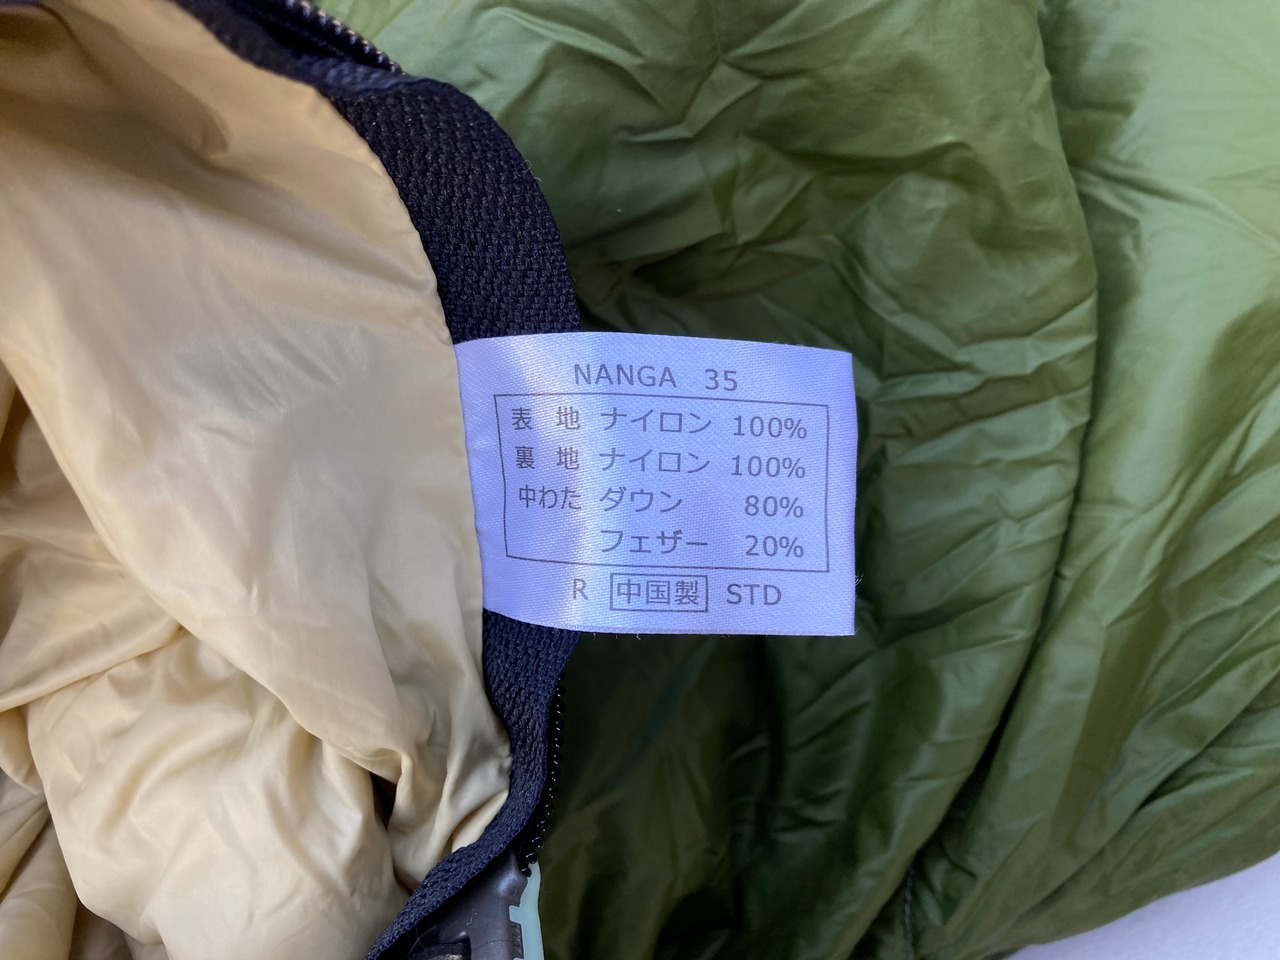 NANGA 35
表 地 ナイロン 100%
裏 地 ナイロン 100%
中わた ダウン 80%
フェザー 20%
R 中国製 STD